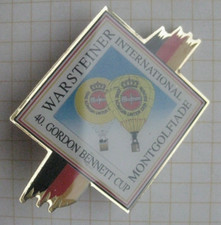 WARSTEINER
INTERNATIONAL
MONTGOLFIADE
40. GORDON BENNETT CUP